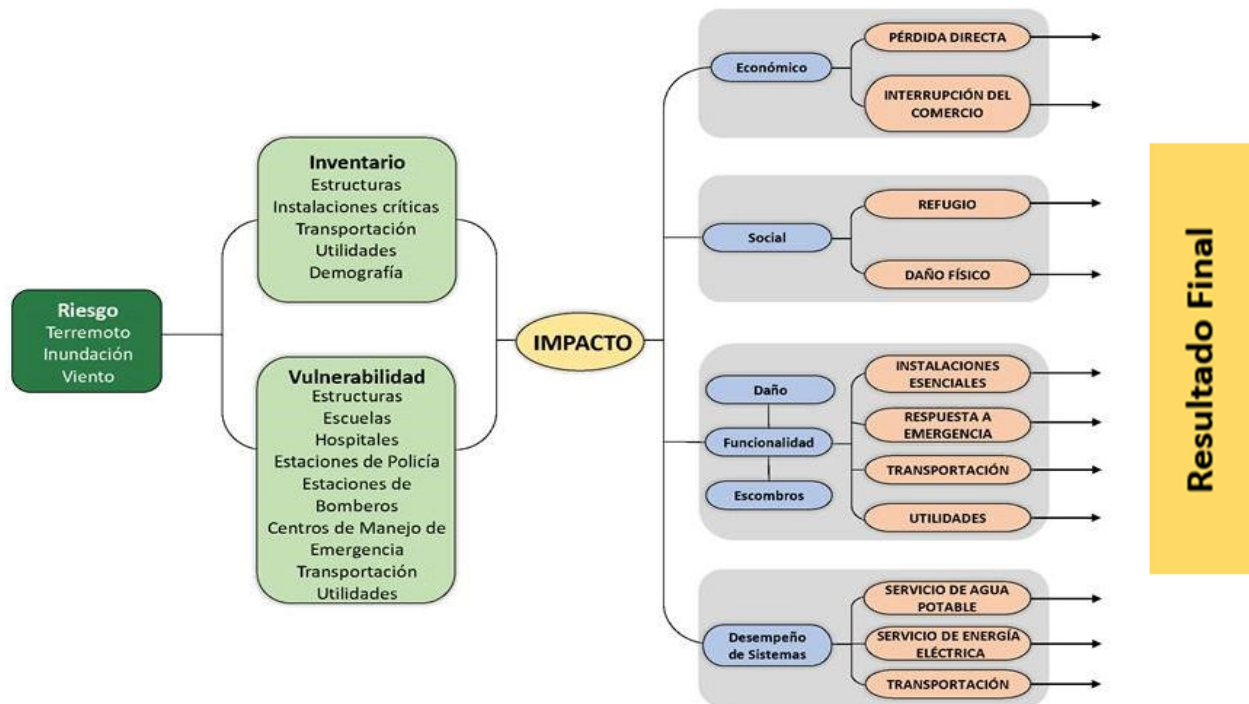 Riesgo
Terremoto
Inundación
Viento
Inventario
Estructuras
Instalaciones críticas
Transportación
Utilidades
Demografía
Vulnerabilidad
Estructuras
Escuelas
Hospitales
Estaciones de Policía
Estaciones de
Bomberos
Centros de Manejo de
Emergencia
Transportación
Utilidades
IMPACTO
Económico
PÉRDIDA DIRECTA
INTERRUPCIÓN DEL
COMERCIO
Social
REFUGIO
DAÑO FÍSICO
Daño
Funcionalidad
Escombros
INSTALACIONES
ESENCIALES
RESPUESTA A
EMERGENCIA
TRANSPORTACIÓN
UTILIDADES
Desempeño
de Sistemas
SERVICIO DE AGUA
POTABLE
SERVICIO DE ENERGÍA
ELÉCTRICA
TRANSPORTACIÓN
Resultado Final